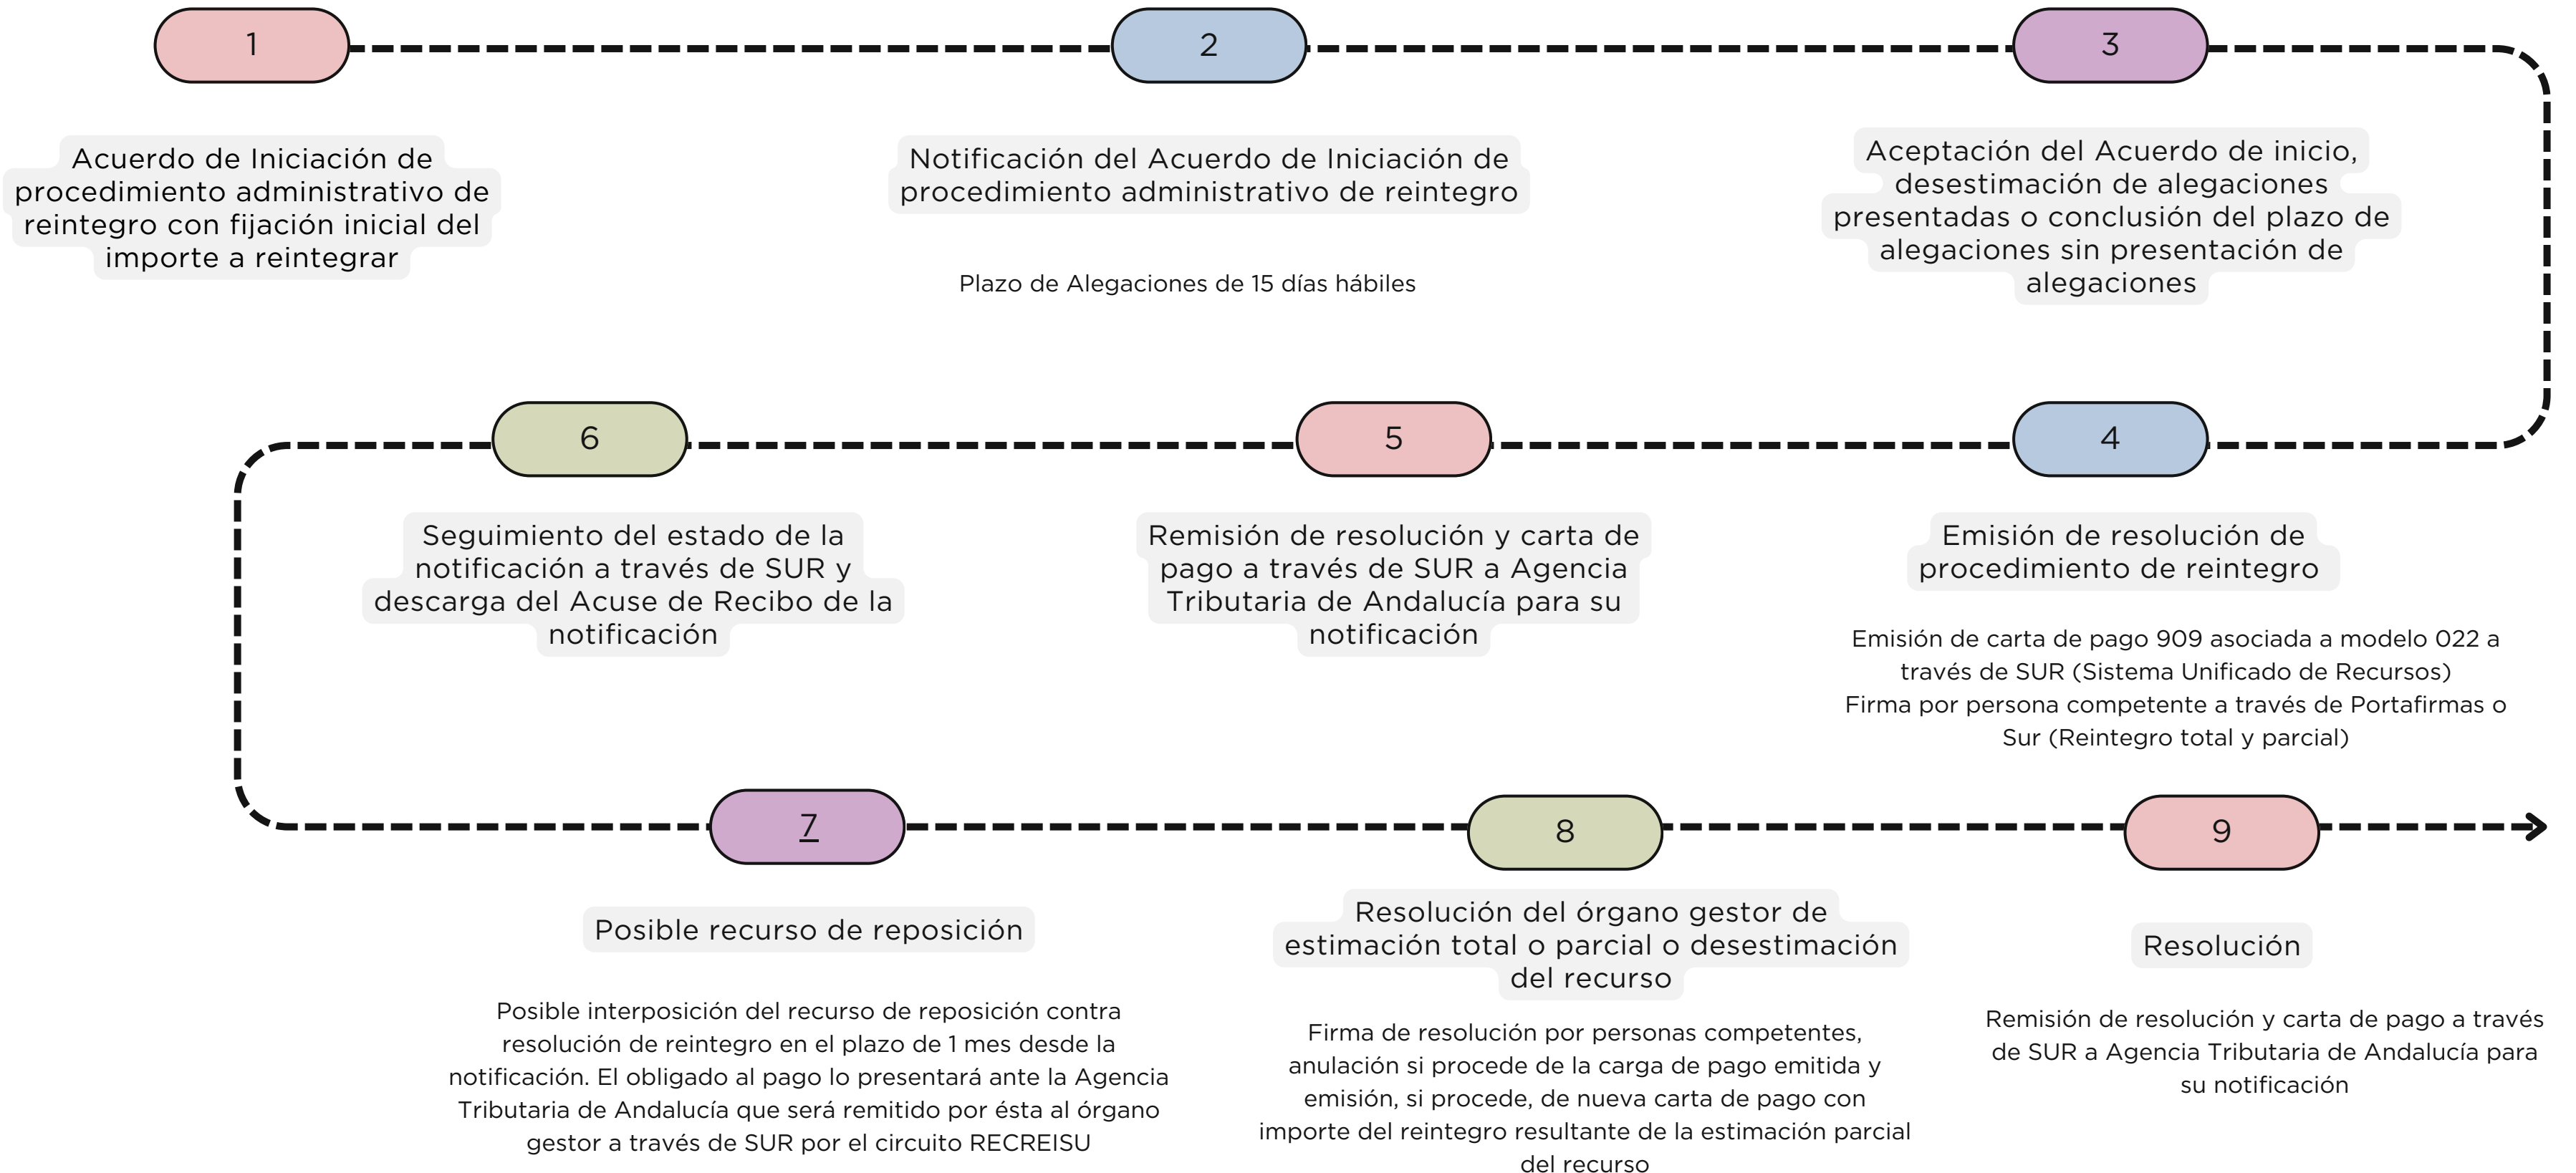 1
Acuerdo de Iniciación de
procedimiento administrativo de
reintegro con fijación inicial del
importe a reintegrar
2
Notificación del Acuerdo de Iniciación de
procedimiento administrativo de reintegro
Plazo de Alegaciones de 15 días hábiles
3
Aceptación del Acuerdo de inicio,
desestimación de alegaciones
presentadas o conclusión del plazo de
alegaciones sin presentación de
alegaciones
4
Emisión de resolución de
procedimiento de reintegro
Emisión de carta de pago 909 asociada a modelo 022 a
través de SUR (Sistema Unificado de Recursos)
Firma por persona competente a través de Portafirmas o
Sur (Reintegro total y parcial)
5
Remisión de resolución y carta de
pago a través de SUR a Agencia
Tributaria de Andalucía para su
notificación
6
Seguimiento del estado de la
notificación a través de SUR y
descarga del Acuse de Recibo de la
notificación
7
Posible recurso de reposición
Posible interposición del recurso de reposición contra
resolución de reintegro en el plazo de 1 mes desde la
notificación. El obligado al pago lo presentará ante la Agencia
Tributaria de Andalucía que será remitido por ésta al órgano
gestor a través de SUR por el circuito RECREISU
8
Resolución del órgano gestor de
estimación total o parcial o desestimación
del recurso
Firma de resolución por personas competentes,
anulación si procede de la carga de pago emitida y
emisión, si procede, de nueva carta de pago con
importe del reintegro resultante de la estimación parcial
del recurso
9
Resolución
Remisión de resolución y carta de pago a través
de SUR a Agencia Tributaria de Andalucía para
su notificación